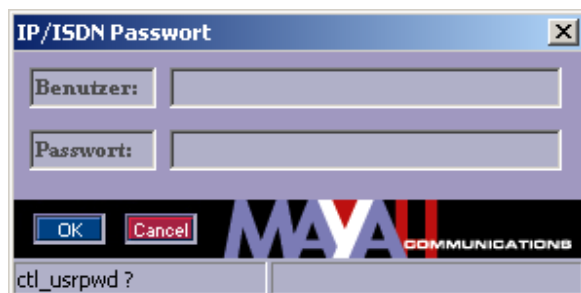 IP/ISDN Passwort
Benutzer:
Passwort:
OK Cancel MAYAH COMMUNICATIONS
ctl_usrpwd ?